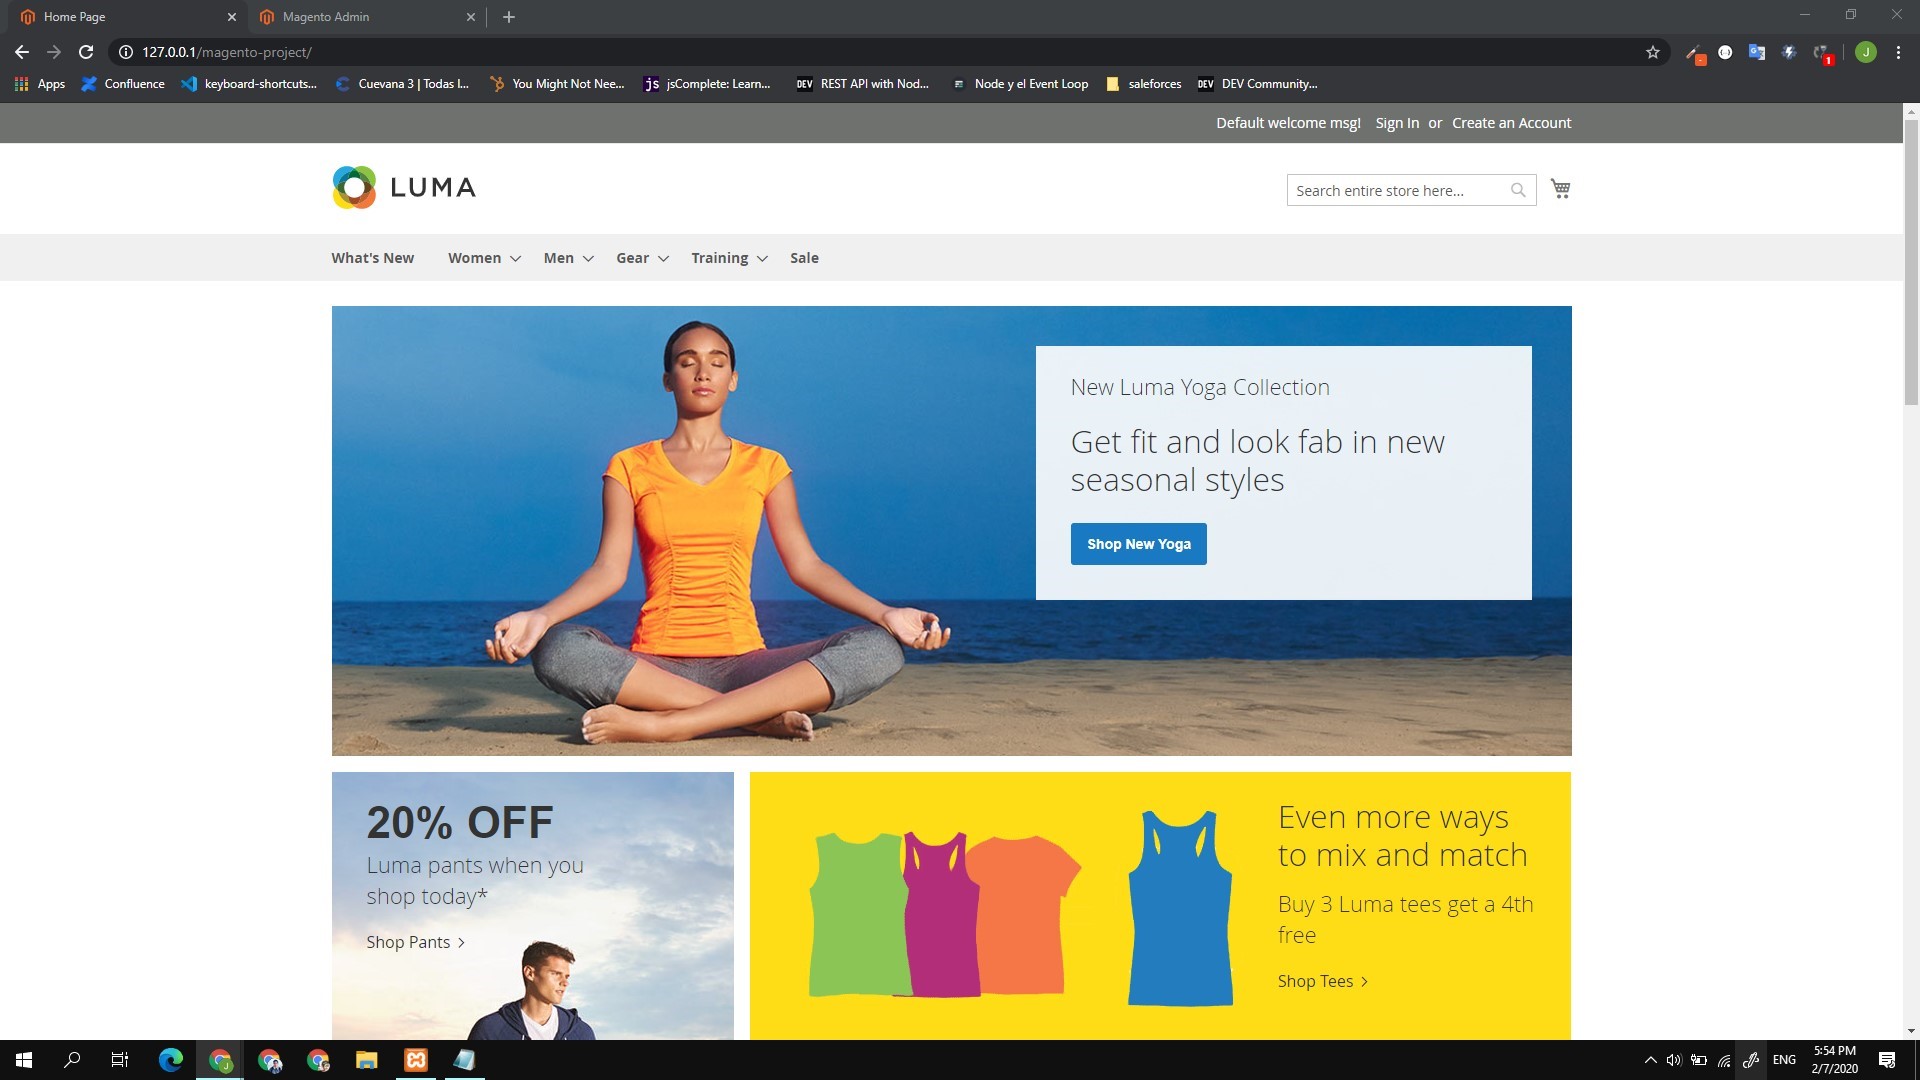 Home Page
Magento Admin
127.0.0.1/magento-project/
Apps
Confluence
keyboard-shortcuts...
Cuevana 3 | Todas l...
You Might Not Nee...
JS
jsComplete: Learn...
DEV
REST API with Nod...
Node y el Event Loop
saleforces
DEV
DEV Community...
J
1
Default welcome msg! Sign In or Create an Account
LUMA
Search entire store here...
What's New
Women
Men
Gear
Training
Sale
New Luma Yoga Collection
Get fit and look fab in new
seasonal styles
Shop New Yoga
20% OFF
Luma pants when you
shop today*
Shop Pants >
Even more ways
to mix and match
Buy 3 Luma tees get a 4th
free
Shop Tees >
ENG
5:54 PM
2/7/2020